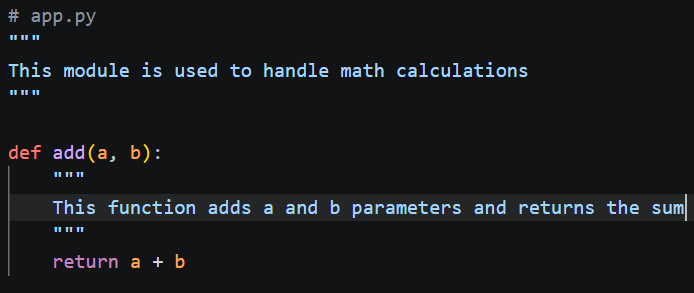 # app.py
"""
This module is used to handle math calculations
"""
def add(a, b):
    """
    This function adds a and b parameters and returns the sum
    """
    return a + b